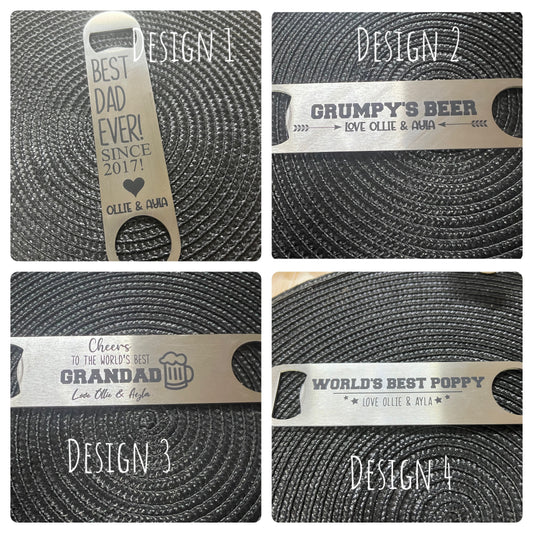 Design 1
BEST
DAD
EVER!
SINCE
2017!
OLLIE & AYLA
Design 2
GRUMPY'S BEER
LOVE OLLIE & AYLA
Cheers
TO THE WORLD'S BEST
GRANDAD
Love Ollie & Ayla
Design 3
WORLD'S BEST POPPY
LOVE OLLIE & AYLA
Design 4